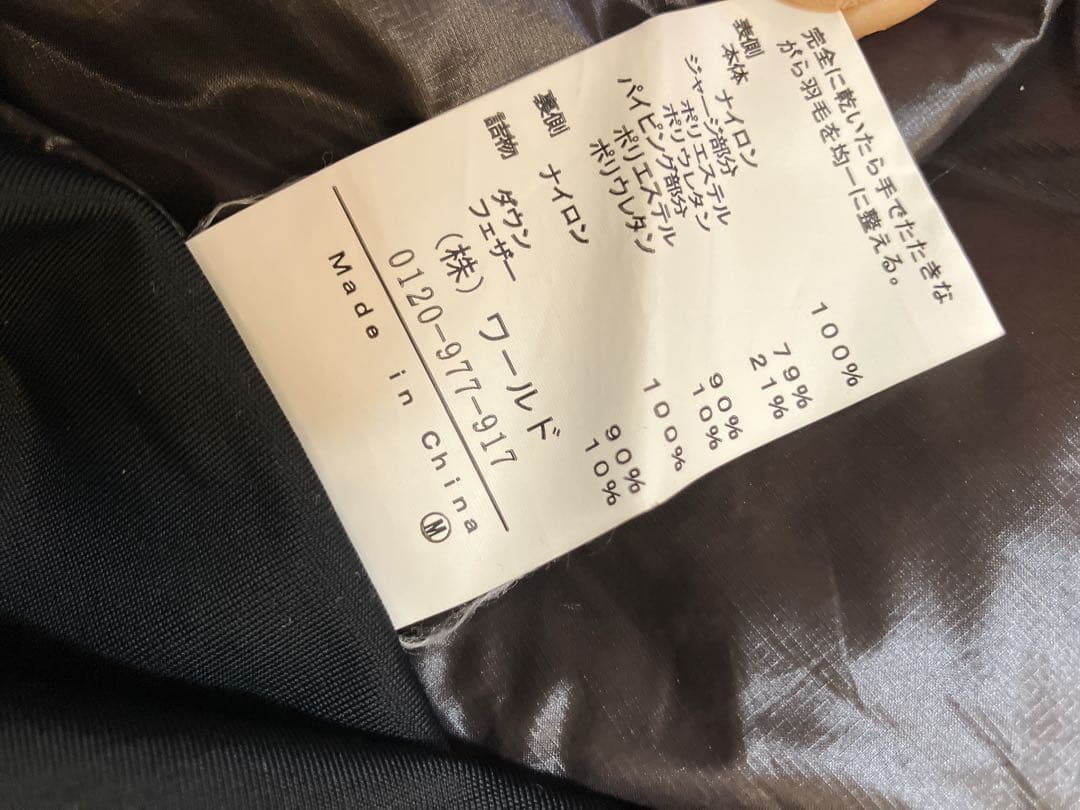 完全に乾いたら手でたたきな
がら羽毛を均一に整える。
表側
本体 ナイロン 100%
ジャージ部分
ポリエステル 79%
ポリウレタン 21%
パイピング部分
ポリエステル 90%
ポリウレタン 10%
裏側 ナイロン 100%
詰物 ダウン 90%
フェザー 10%
(株) ワールド
0120-977-917
Made in China
M